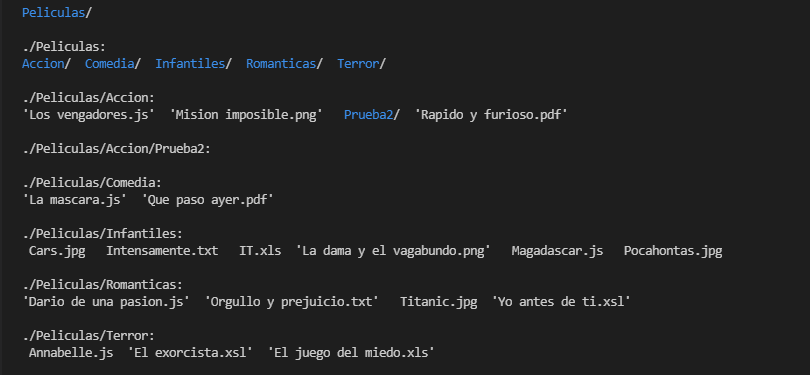 Peliculas/
./Peliculas:
Accion/  Comedia/  Infantiles/  Romanticas/  Terror/
./Peliculas/Accion:
'Los vengadores.js'  'Mision imposible.png'   Prueba2/  'Rapido y furioso.pdf'
./Peliculas/Accion/Prueba2:
./Peliculas/Comedia:
'La mascara.js'  'Que paso ayer.pdf'
./Peliculas/Infantiles:
 Cars.jpg   Intensamente.txt   IT.xls  'La dama y el vagabundo.png'   Magadascar.js   Pocahontas.jpg
./Peliculas/Romanticas:
'Dario de una pasion.js'  'Orgullo y prejuicio.txt'   Titanic.jpg  'Yo antes de ti.xsl'
./Peliculas/Terror:
 Annabelle.js  'El exorcista.xsl'  'El juego del miedo.xls'